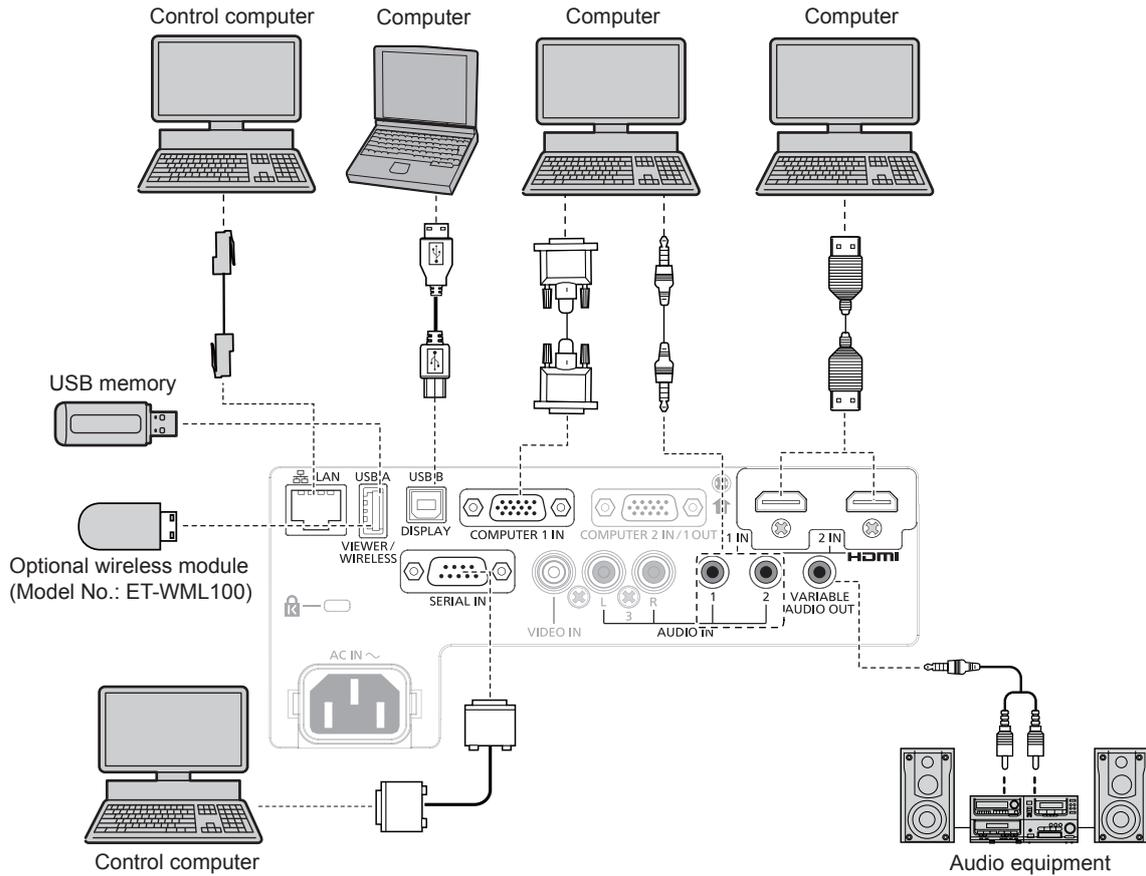 Control computer
Computer
Computer
Computer
USB memory
LAN
USB A
USB B
DISPLAY
VIEWER /
WIRELESS
COMPUTER 1 IN
COMPUTER 2 IN / 1 OUT
1 IN
2 IN
HDMI
Optional wireless module
(Model No.: ET-WML100)
SERIAL IN
K
VIDEO IN
L
3
R
1
2
AUDIO IN
VARIABLE
AUDIO OUT
AC IN ~
Control computer
Audio equipment